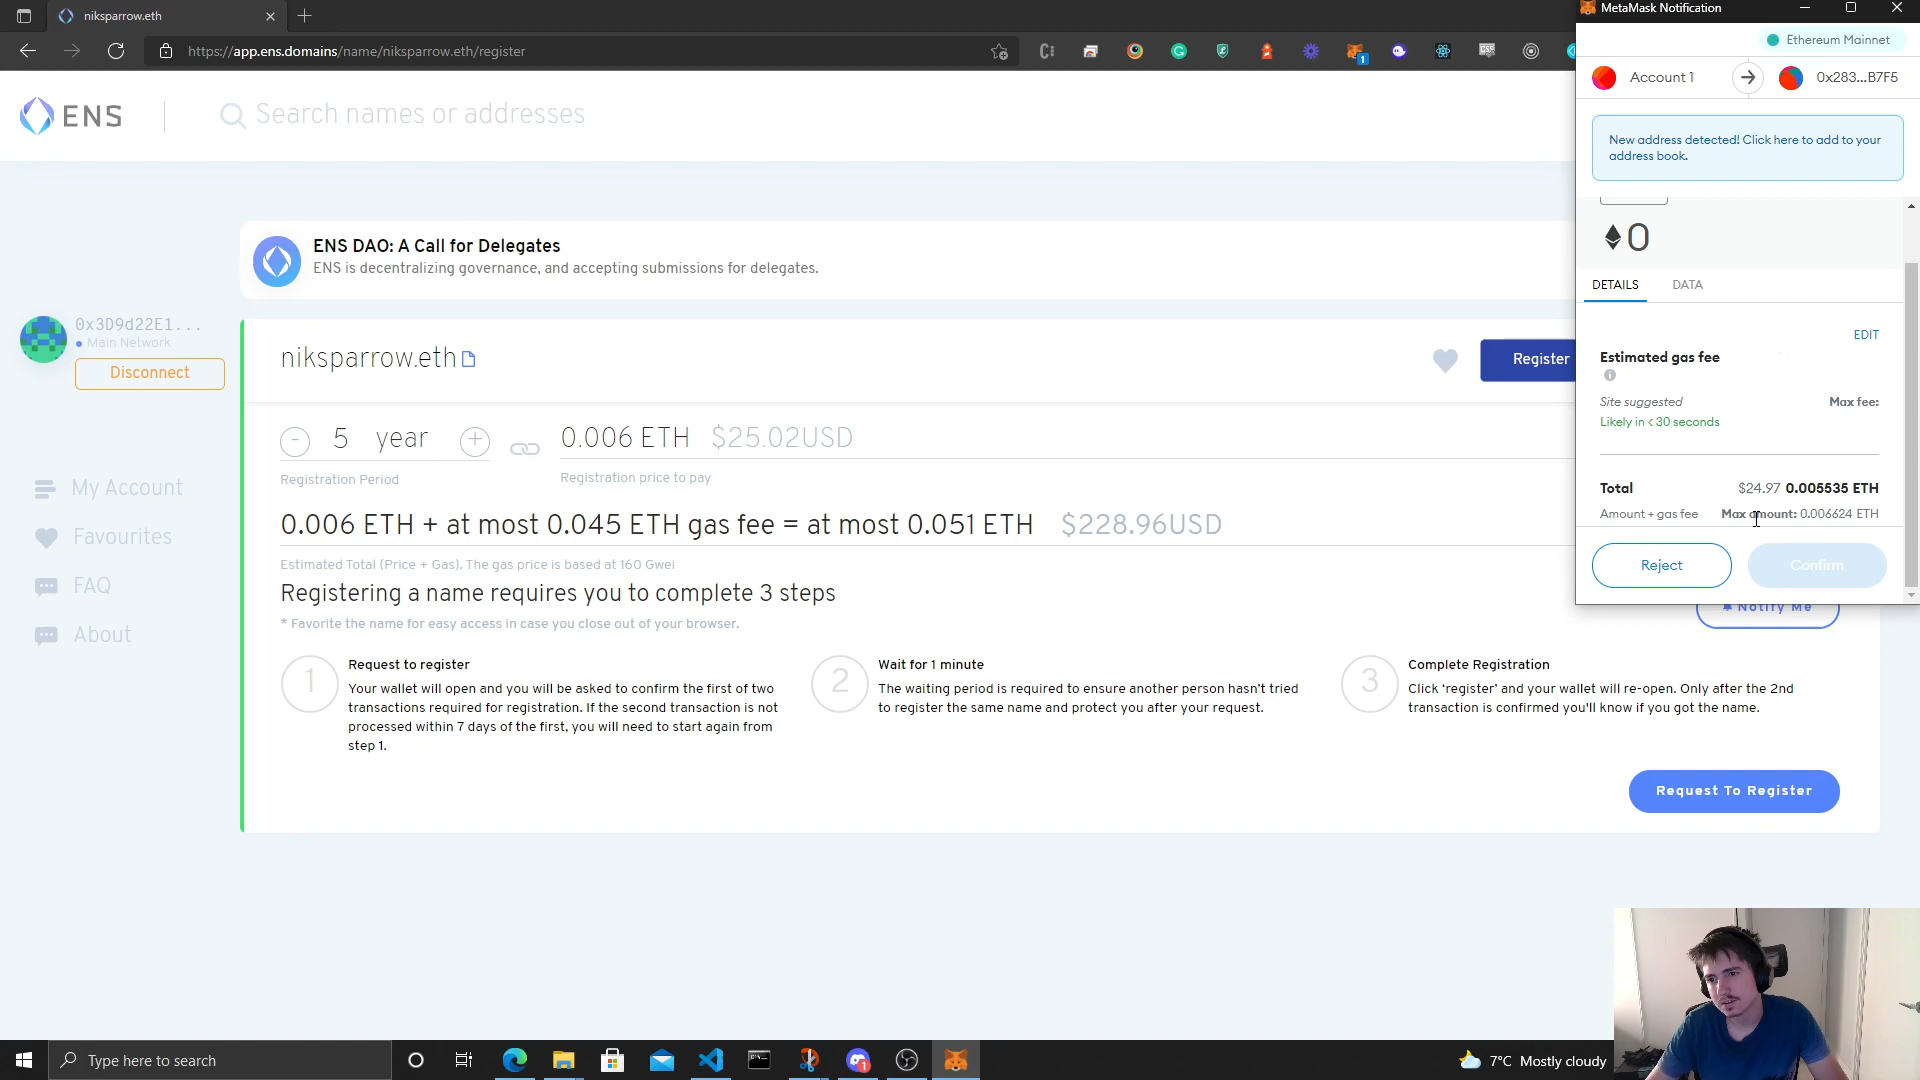 niksparrow.eth
https://app.ens.domains/name/niksparrow.eth/register
1
MetaMask Notification
Ethereum Mainnet
Account 1
0x283...B7F5
New address detected! Click here to add to your
address book.
0
DETAILS
DATA
EDIT
Estimated gas fee
Site suggested
Max fee:
Likely in < 30 seconds
Total
$24.97 0.005535 ETH
Amount + gas fee
Max amount: 0.006624 ETH
Reject
Confirm
ENS
Search names or addresses
ENS DAO: A Call for Delegates
ENS is decentralizing governance, and accepting submissions for delegates.
0x3D9d22E1...
Main Network
Disconnect
My Account
Favourites
FAQ
About
niksparrow.eth
Register
- 5 year +
0.006 ETH $25.02USD
Registration Period
Registration price to pay
0.006 ETH + at most 0.045 ETH gas fee = at most 0.051 ETH $228.96USD
Estimated Total (Price + Gas). The gas price is based at 160 Gwei
Registering a name requires you to complete 3 steps
* Favorite the name for easy access in case you close out of your browser.
Notify Me
1
Request to register
Your wallet will open and you will be asked to confirm the first of two
transactions required for registration. If the second transaction is not
processed within 7 days of the first, you will need to start again from
step 1.
2
Wait for 1 minute
The waiting period is required to ensure another person hasn't tried
to register the same name and protect you after your request.
3
Complete Registration
Click 'register' and your wallet will re-open. Only after the 2nd
transaction is confirmed you'll know if you got the name.
Request To Register
Type here to search
1
7°C Mostly cloudy